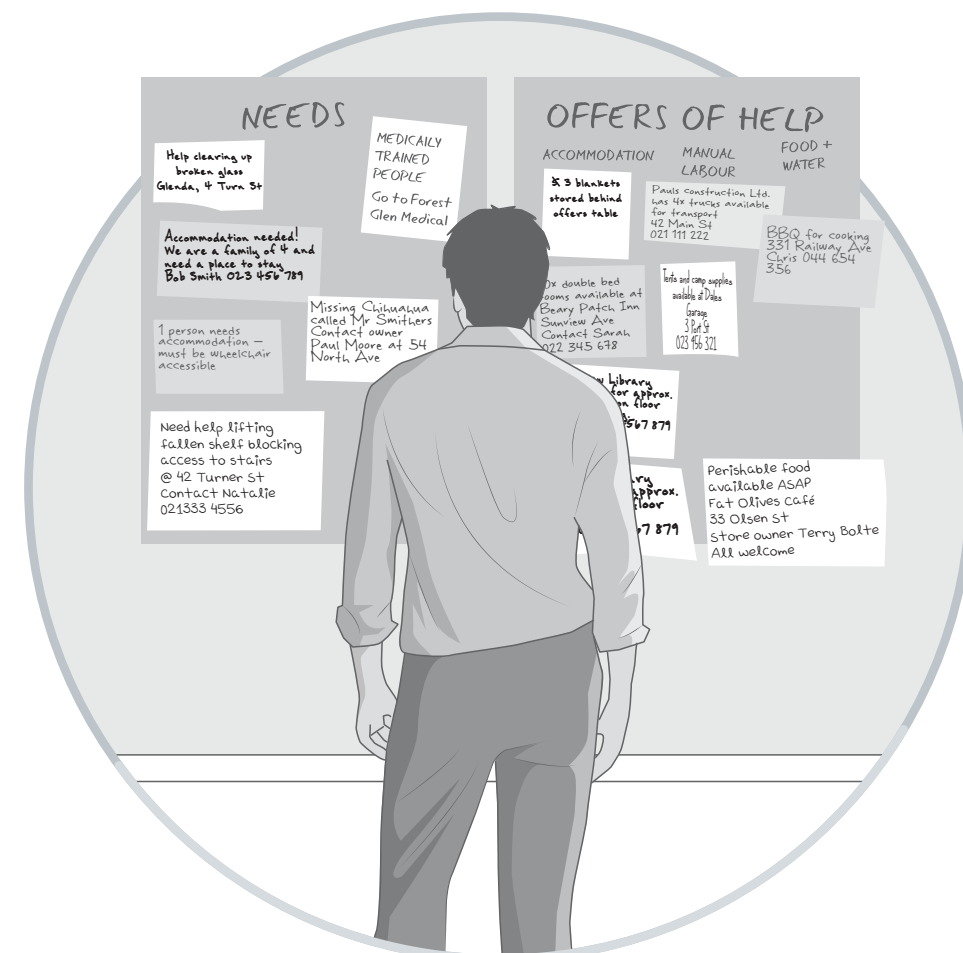 NEEDS
Help clearing up
broken glass
Glenda, 4 Turn St
MEDICALLY
TRAINED
PEOPLE
Go to Forest
Glen Medical
Accommodation needed!
We are a family of 4 and
need a place to stay
Bob Smith 023 456 789
Missing Chihuahua
called Mr Smithers
Contact owner
Paul Moore at 54
North Ave
1 person needs
accommodation –
must be wheelchair
accessible
Need help lifting
fallen shelf blocking
access to stairs
@ 42 Turner St
Contact Natalie
021333 4556
OFFERS OF HELP
ACCOMMODATION
MANUAL
LABOUR
FOOD +
WATER
3 blankets
stored behind
offers table
Pauls construction Ltd.
has 4x trucks available
for transport
42 Main St
021 111 222
BBQ for cooking
331 Railway Ave
Chris 044 654
356
0x double bed
ooms available at
Beary Patch Inn
Sunview Ave
Contact Sarah
022 345 678
Tents and camp supplies
available at Dales
Garage
3 Port St
023 456 321
w Library
for approx.
on floor
567 879
ry
approx.
loor
67 879
Perishable food
available ASAP
Fat Olives Café
33 Olsen St
Store owner Terry Bolte
All welcome